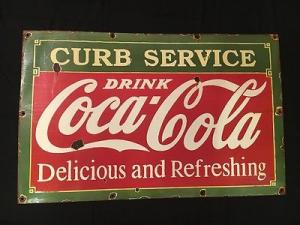 CURB SERVICE
DRINK
Coca-Cola
Delicious and Refreshing